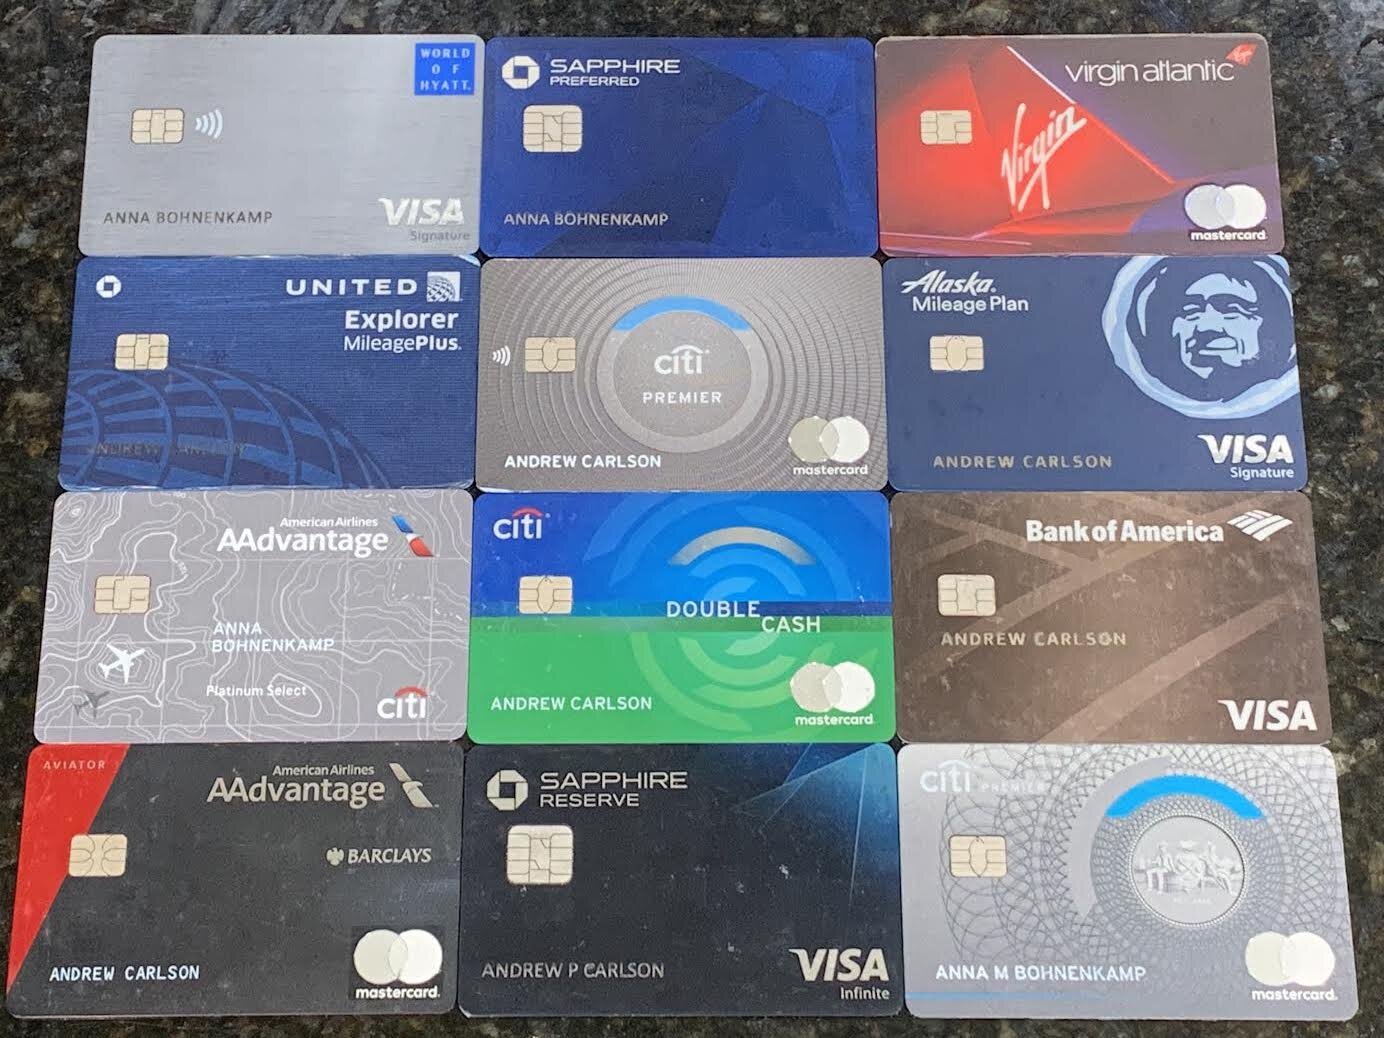 WORLD
OF
HYATT.
ANNA BOHNENKAMP
VISA
Signature
SAPPHIRE
PREFERRED
ANNA BOHNENKAMP
virgin atlantic
Virgin
Virgin
mastercard
UNITED
Explorer
MileagePlus.
ANDREW
citi
PREMIER
ANDREW CARLSON
mastercard
Alaska.
Mileage Plan
ANDREW CARLSON
VISA
Signature
American Airlines
AAdvantage
ANNA
BOHNENKAMP
Platinum Select
citi
citi
DOUBLE
CASH
ANDREW CARLSON
mastercard
Bank of America
ANDREW CARLSON
VISA
AVIATOR
American Airlines
AAdvantage
BARCLAYS
ANDREW CARLSON
mastercard
SAPPHIRE
RESERVE
ANDREW P CARLSON
VISA
Infinite
citi PREMIER
ANNA M BOHNENKAMP
mastercard